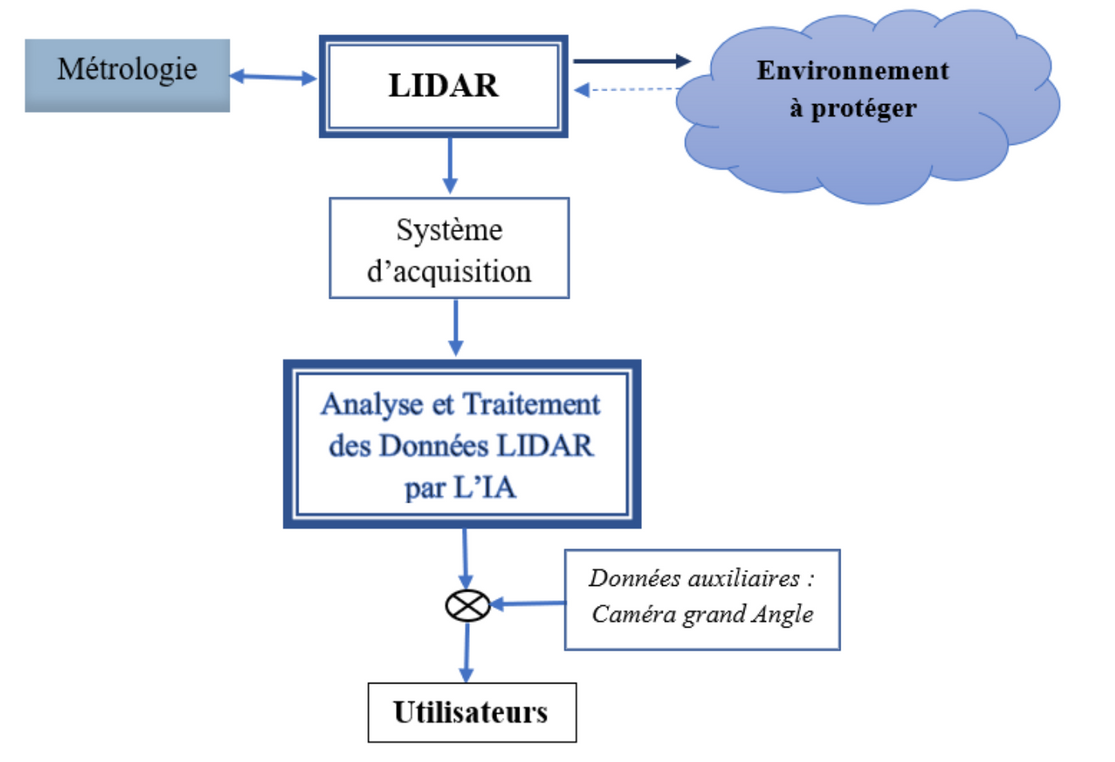 Métrologie
LIDAR
Environnement
à protéger
Système
d’acquisition
Analyse et Traitement
des Données LIDAR
par L’IA
Données auxiliaires :
Caméra grand Angle
Utilisateurs